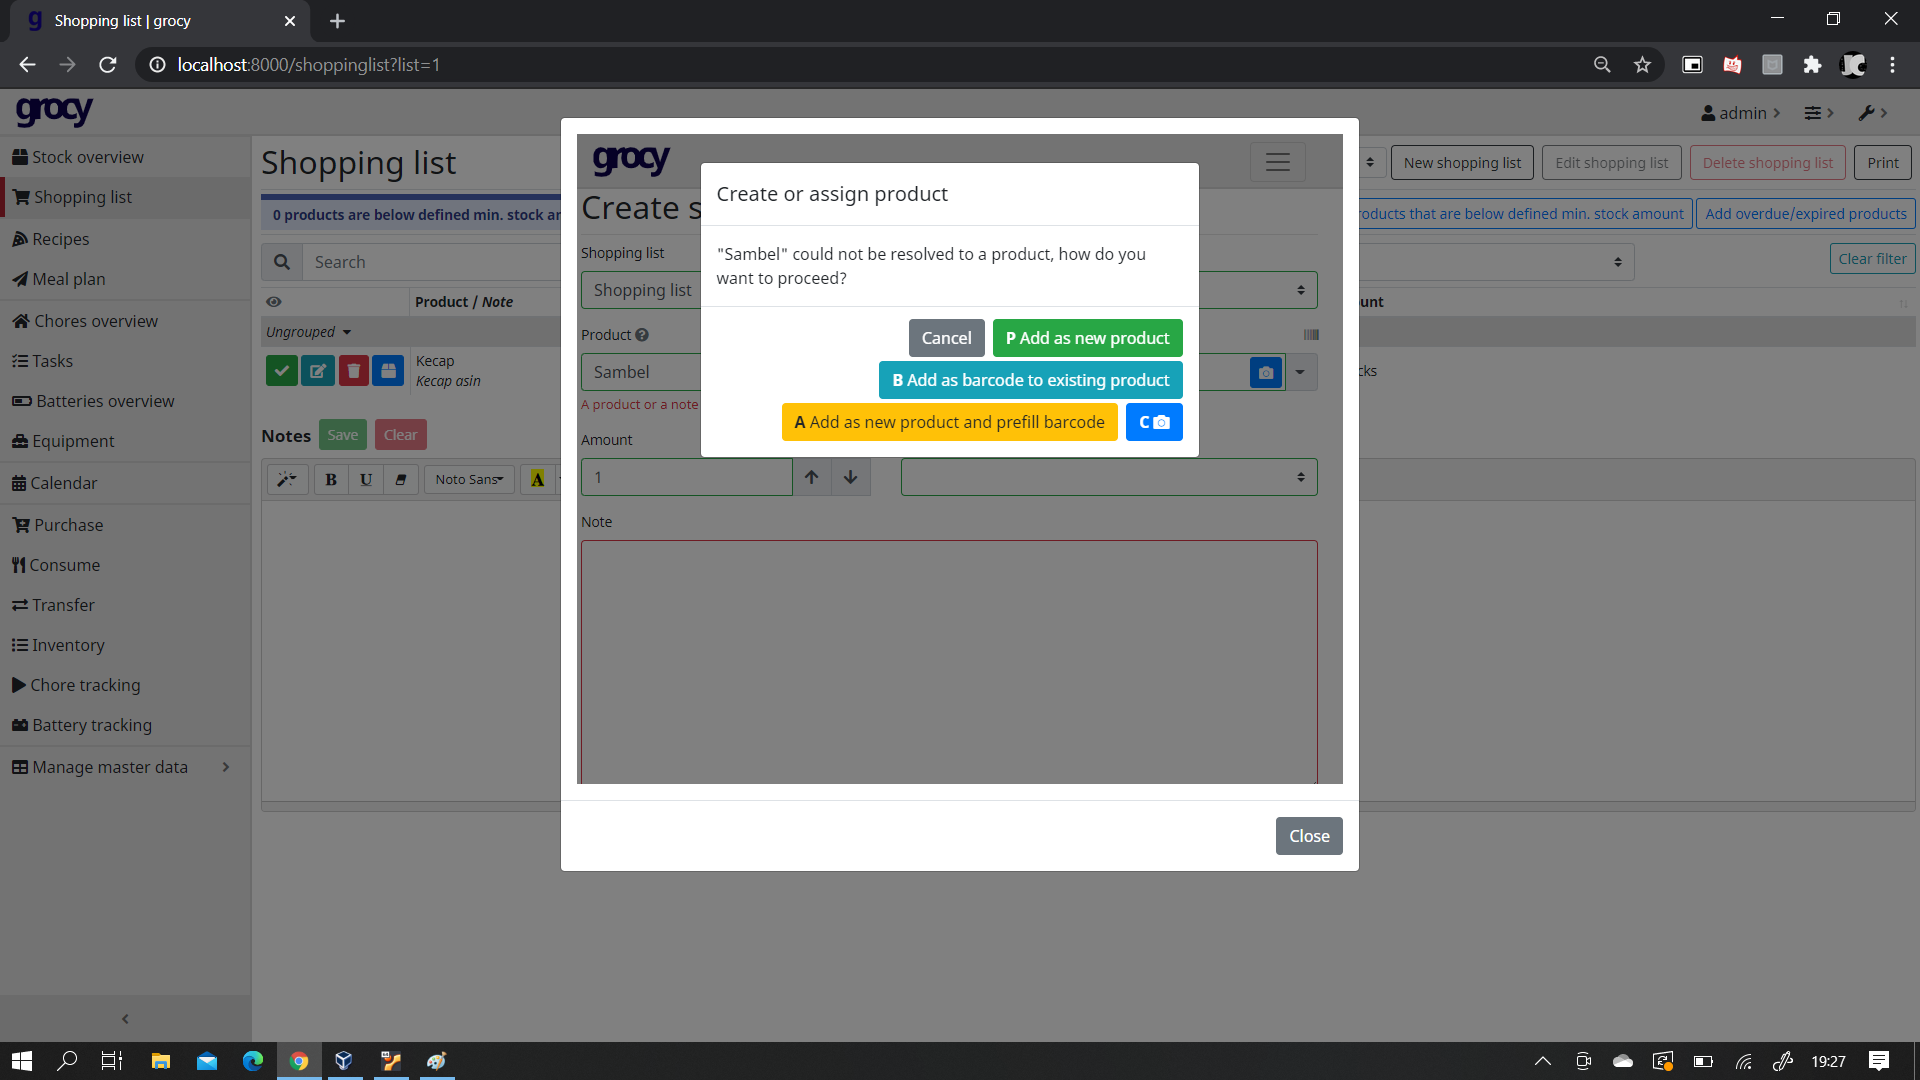 Shopping list | grocy
localhost:8000/shoppinglist?list=1
grocy
admin
Stock overview
Shopping list
Recipes
Meal plan
Chores overview
Tasks
Batteries overview
Equipment
Calendar
Purchase
Consume
Transfer
Inventory
Chore tracking
Battery tracking
Manage master data
Shopping list
New shopping list
Edit shopping list
Delete shopping list
Print
0 products are below defined min. stock
products that are below defined min. stock amount
Add overdue/expired products
Search
Clear filter
Product / Note
unt
Ungrouped
Kecap
Kecap asin
cks
Notes
Save
Clear
B U
Noto Sans
A
grocy
Create s
Shopping list
Shopping list
Product
Sambel
A product or a note
Amount
1
Note
Close
Create or assign product
"Sambel" could not be resolved to a product, how do you
want to proceed?
Cancel
P Add as new product
B Add as barcode to existing product
A Add as new product and prefill barcode
C
19:27